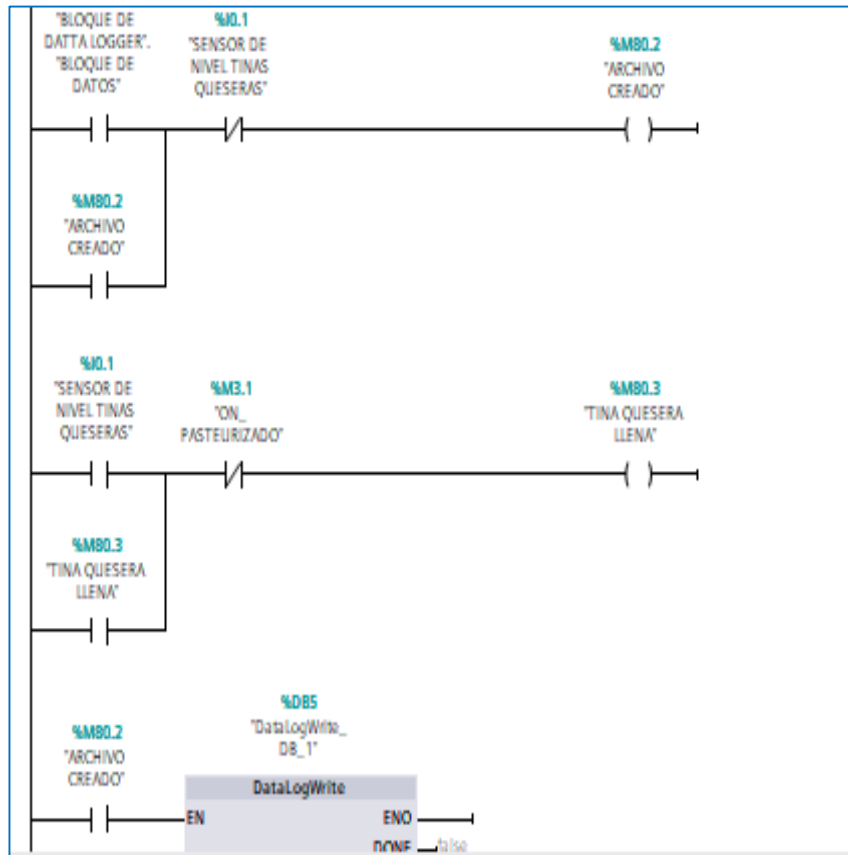 "BLOQUE DE
DATTA LOGGER".
"BLOQUE DE
DATOS"
%I0.1
"SENSOR DE
NIVEL TINAS
QUESERAS"
%M80.2
"ARCHIVO
CREADO"
%M80.2
"ARCHIVO
CREADO"
%I0.1
"SENSOR DE
NIVEL TINAS
QUESERAS"
%M3.1
"ON_
PASTEURIZADO"
%M80.3
"TINA QUESERA
LLENA"
%M80.3
"TINA QUESERA
LLENA"
%M80.2
"ARCHIVO
CREADO"
%DB5
"DataLogWrite_
DB_1"
DataLogWrite
EN
ENO
DONE
false